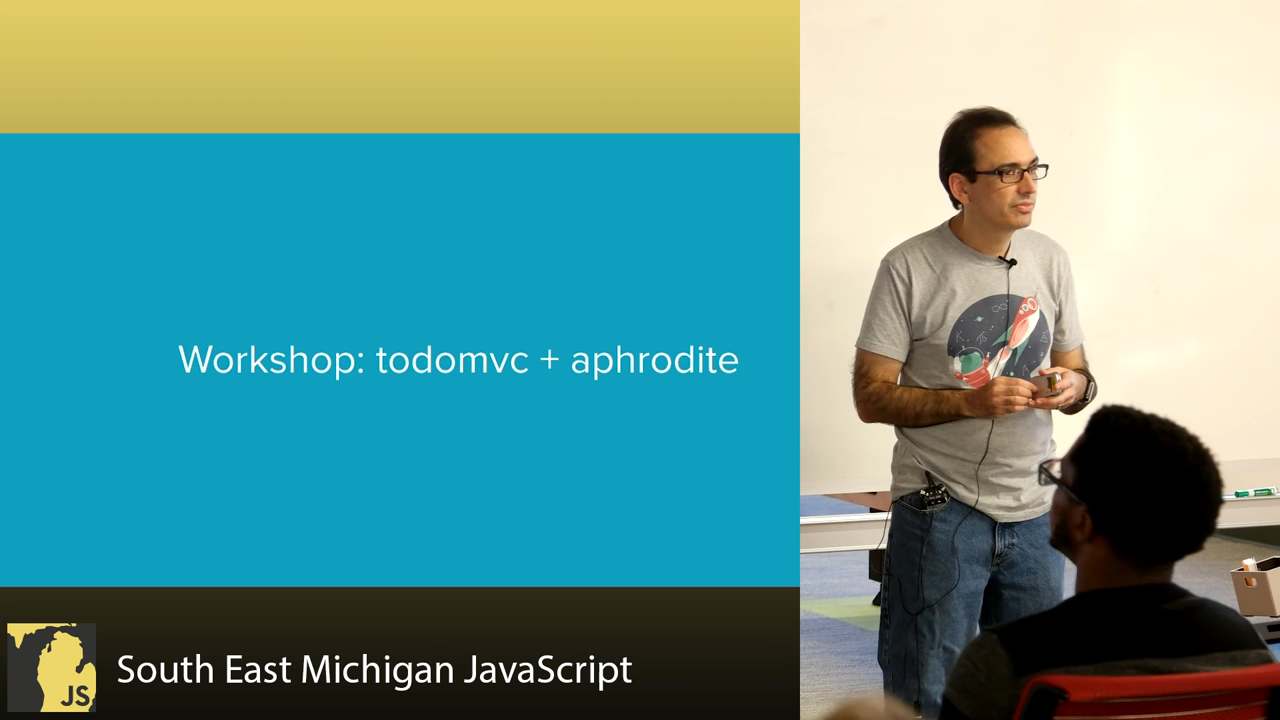 Workshop: todomvc + aphrodite
JS
South East Michigan JavaScript